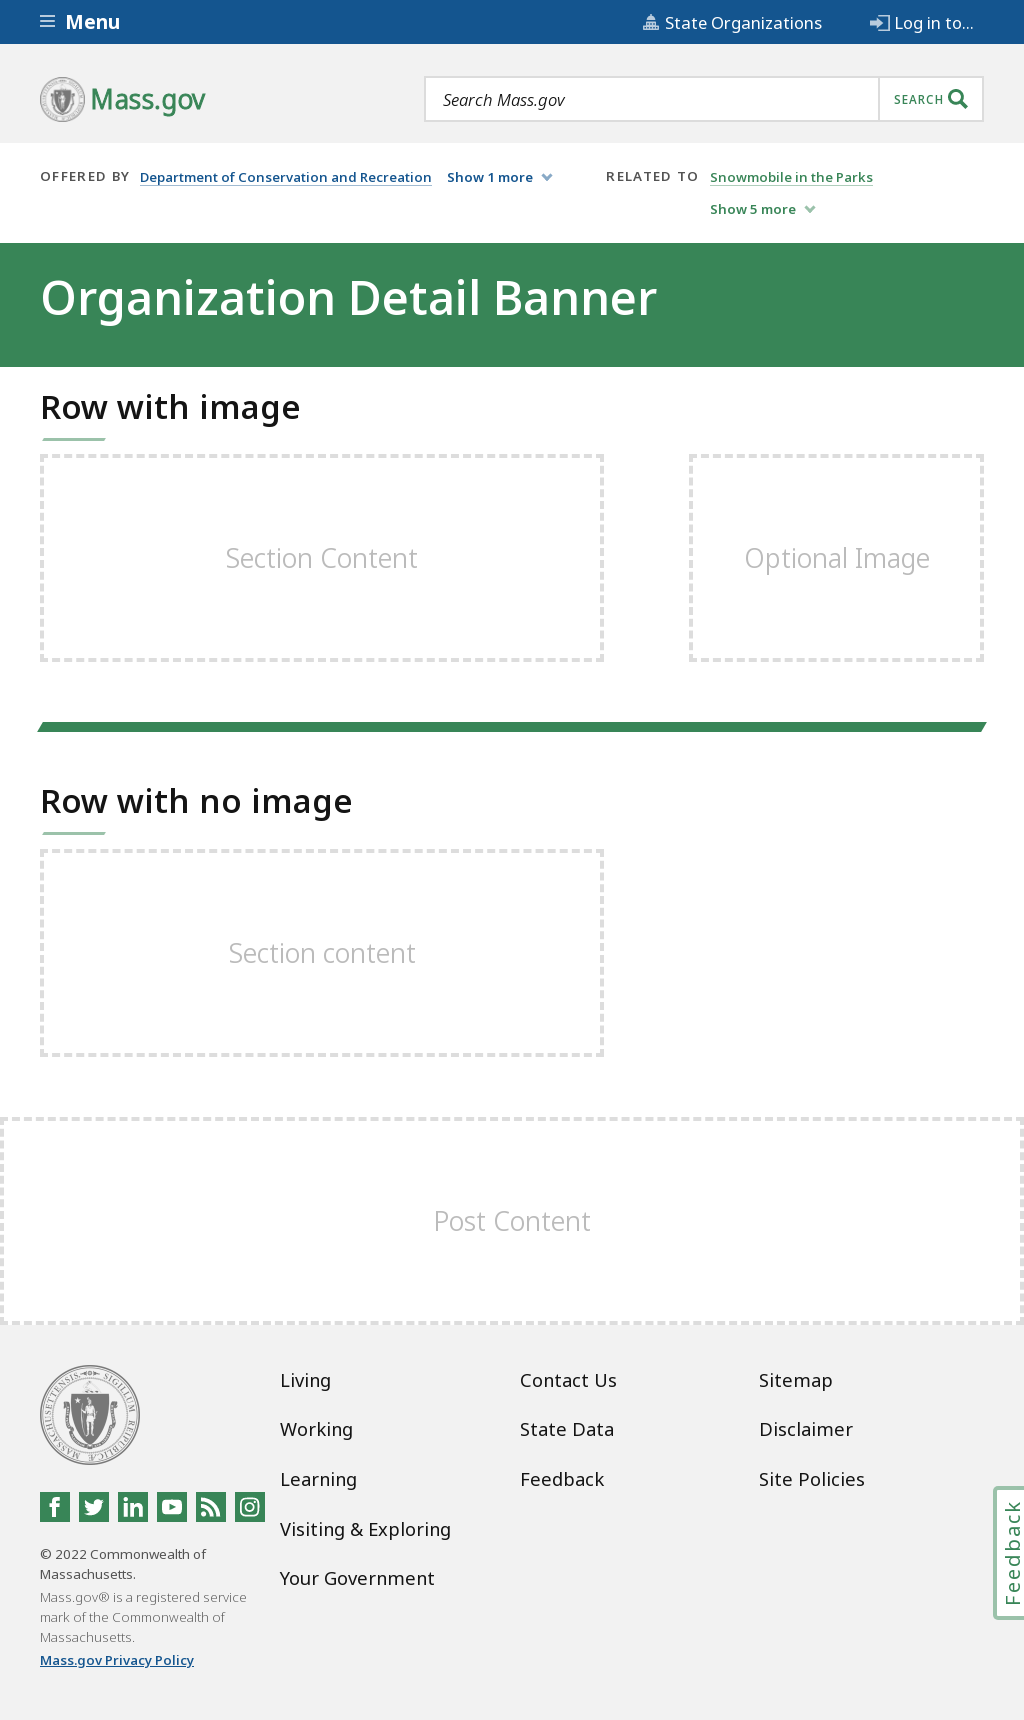 Menu
State Organizations
Log in to...
Mass.gov
Search Mass.gov
SEARCH
OFFERED BY
Department of Conservation and Recreation
Show 1 more
RELATED TO
Snowmobile in the Parks
Show 5 more
Organization Detail Banner
Row with image
Section Content
Optional Image
Row with no image
Section content
Post Content
Living
Working
Learning
Visiting & Exploring
Your Government
Contact Us
State Data
Feedback
Sitemap
Disclaimer
Site Policies
© 2022 Commonwealth of
Massachusetts.
Mass.gov® is a registered service
mark of the Commonwealth of
Massachusetts.
Mass.gov Privacy Policy
Feedback